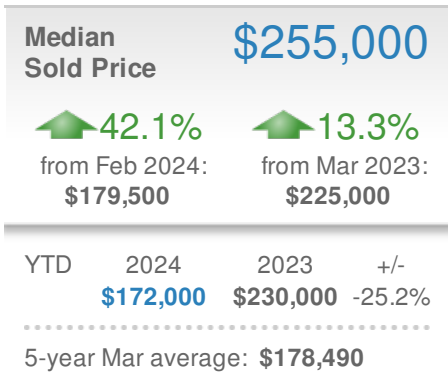 Median $255,000
Sold Price
42.1% 13.3%
from Feb 2024: from Mar 2023:
$179,500 $225,000
YTD 2024 2023 +/-
$172,000 $230,000 -25.2%
5-year Mar average: $178,490